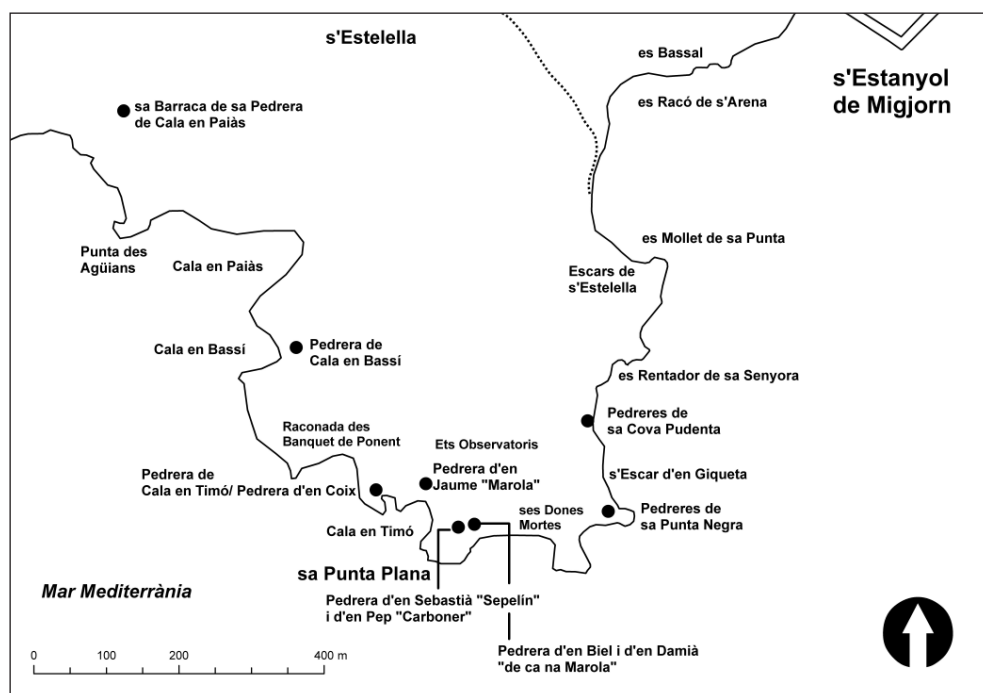 s'Estelella
es Bassal
s'Estanyol
de Migjorn
sa Barraca de sa Pedrera
de Cala en Paiàs
es Racó de s'Arena
Punta des
Agüians
Cala en Paiàs
es Mollet de sa Punta
Escars de
s'Estelella
Cala en Bassí
Pedrera de
Cala en Bassí
es Rentador de sa Senyora
Pedreres de
sa Cova Pudenta
Raconada des
Banquet de Ponent
Ets Observatoris
Pedrera de
Cala en Timó/ Pedrera d'en Coix
Pedrera d'en
Jaume "Marola"
s'Escar d'en Giqueta
ses Dones
Mortes
Pedreres de
sa Punta Negra
Cala en Timó
sa Punta Plana
Mar Mediterrània
Pedrera d'en Sebastià "Sepelín"
i d'en Pep "Carboner"
Pedrera d'en Biel i d'en Damià
"de ca na Marola"
0 100 200 400 m